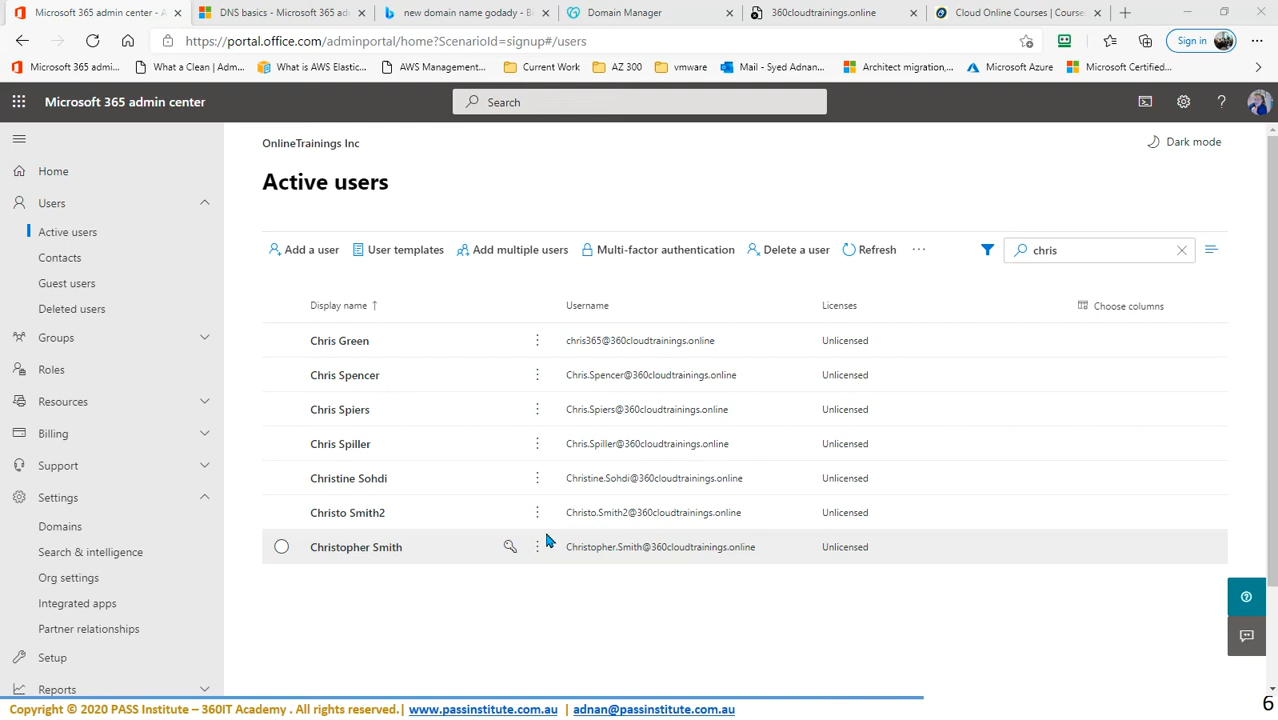 Microsoft 365 admin center - A
DNS basics - Microsoft 365 ad
new domain name godady - Bi
Domain Manager
360cloudtrainings.online
Cloud Online Courses | Course
https://portal.office.com/adminportal/home?ScenarioId=signup#/users
Sign in
Microsoft 365 admi...
What a Clean | Adm...
What is AWS Elastic...
AWS Management...
Current Work
AZ 300
vmware
Mail - Syed Adnan...
Architect migration,...
Microsoft Azure
Microsoft Certified...
Microsoft 365 admin center
Search
OnlineTrainings Inc
Dark mode
Home
Users
Active users
Contacts
Guest users
Deleted users
Groups
Roles
Resources
Billing
Support
Settings
Domains
Search & intelligence
Org settings
Integrated apps
Partner relationships
Setup
Reports
Active users
Add a user
User templates
Add multiple users
Multi-factor authentication
Delete a user
Refresh
chris
Display name ↑
Username
Licenses
Choose columns
Chris Green
chris365@360cloudtrainings.online
Unlicensed
Chris Spencer
Chris.Spencer@360cloudtrainings.online
Unlicensed
Chris Spiers
Chris.Spiers@360cloudtrainings.online
Unlicensed
Chris Spiller
Chris.Spiller@360cloudtrainings.online
Unlicensed
Christine Sohdi
Christine.Sohdi@360cloudtrainings.online
Unlicensed
Christo Smith2
Christo.Smith2@360cloudtrainings.online
Unlicensed
Christopher Smith
Christopher.Smith@360cloudtrainings.online
Unlicensed
Copyright © 2020 PASS Institute – 360IT Academy . All rights reserved.| www.passinstitute.com.au | adnan@passinstitute.com.au
6